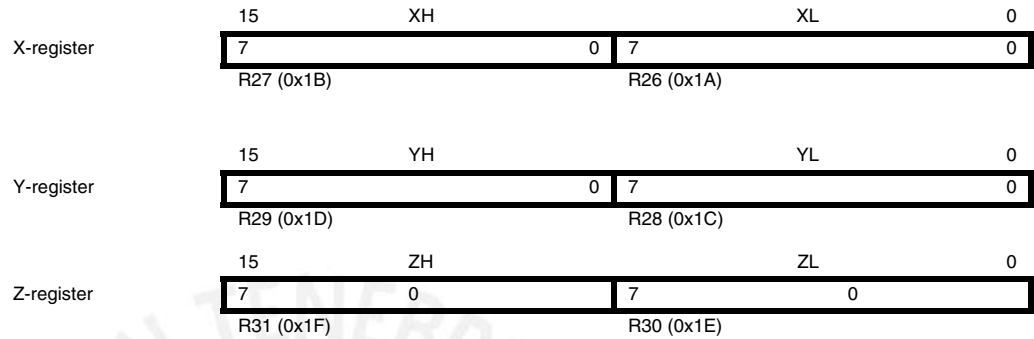 15 XH XL 0
X-register 7 0 7 0
R27 (0x1B) R26 (0x1A)
15 YH YL 0
Y-register 7 0 7 0
R29 (0x1D) R28 (0x1C)
15 ZH ZL 0
Z-register 7 0 7 0
R31 (0x1F) R30 (0x1E)